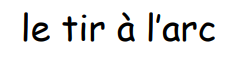 le tir à l'arc